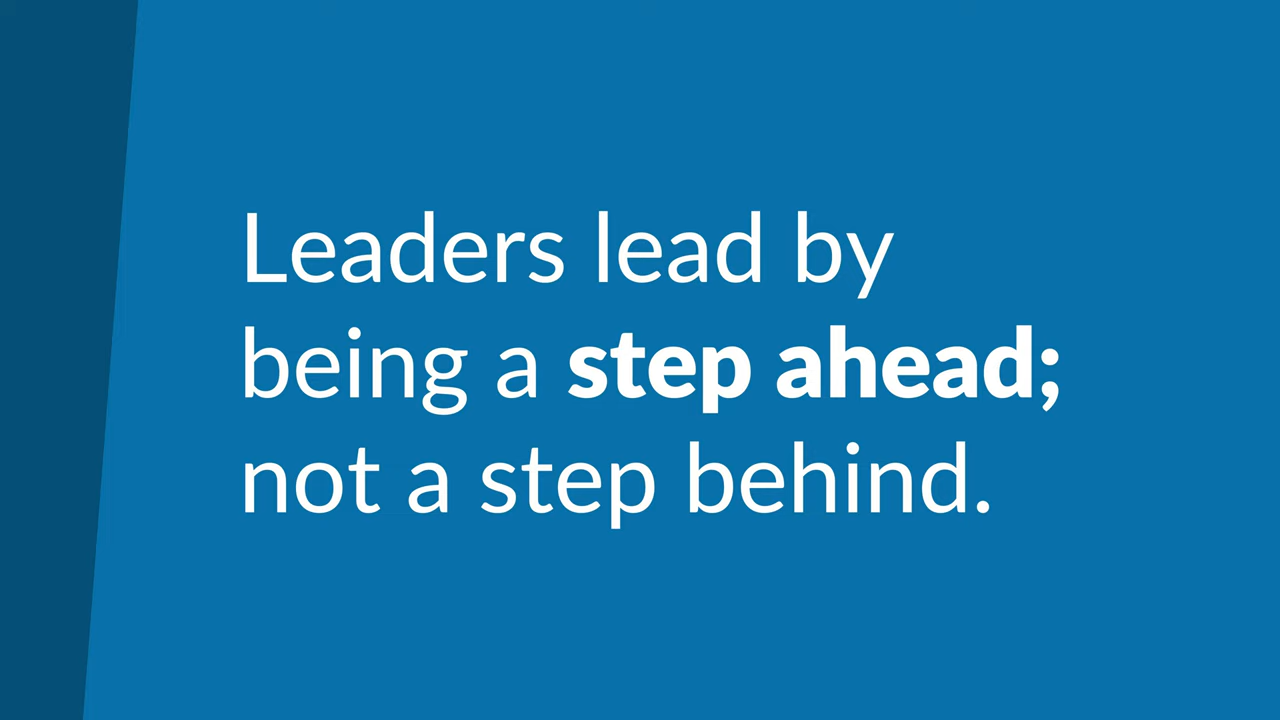 Leaders lead by
being a step ahead;
not a step behind.